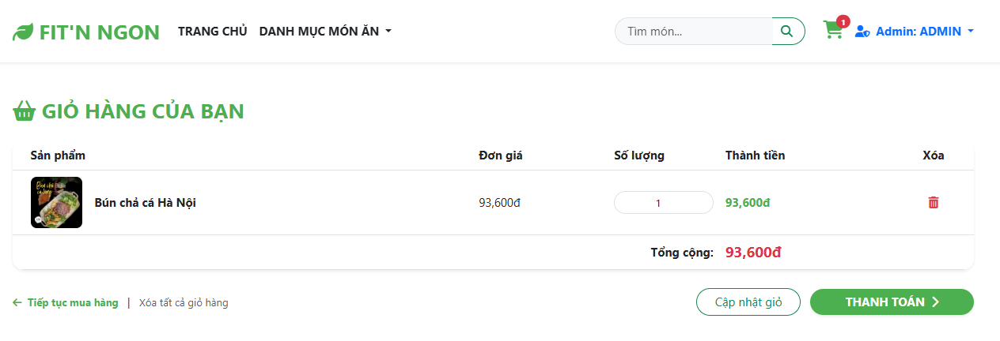 FIT'N NGON TRANG CHỦ DANH MỤC MÓN ĂN Tìm món... 1 Admin: ADMIN
GIỎ HÀNG CỦA BẠN
Sản phẩm Đơn giá Số lượng Thành tiền Xóa
Bún chả cá Hà Nội 93,600đ 1 93,600đ
Tổng cộng: 93,600đ
Tiếp tục mua hàng | Xóa tất cả giỏ hàng Cập nhật giỏ THANH TOÁN